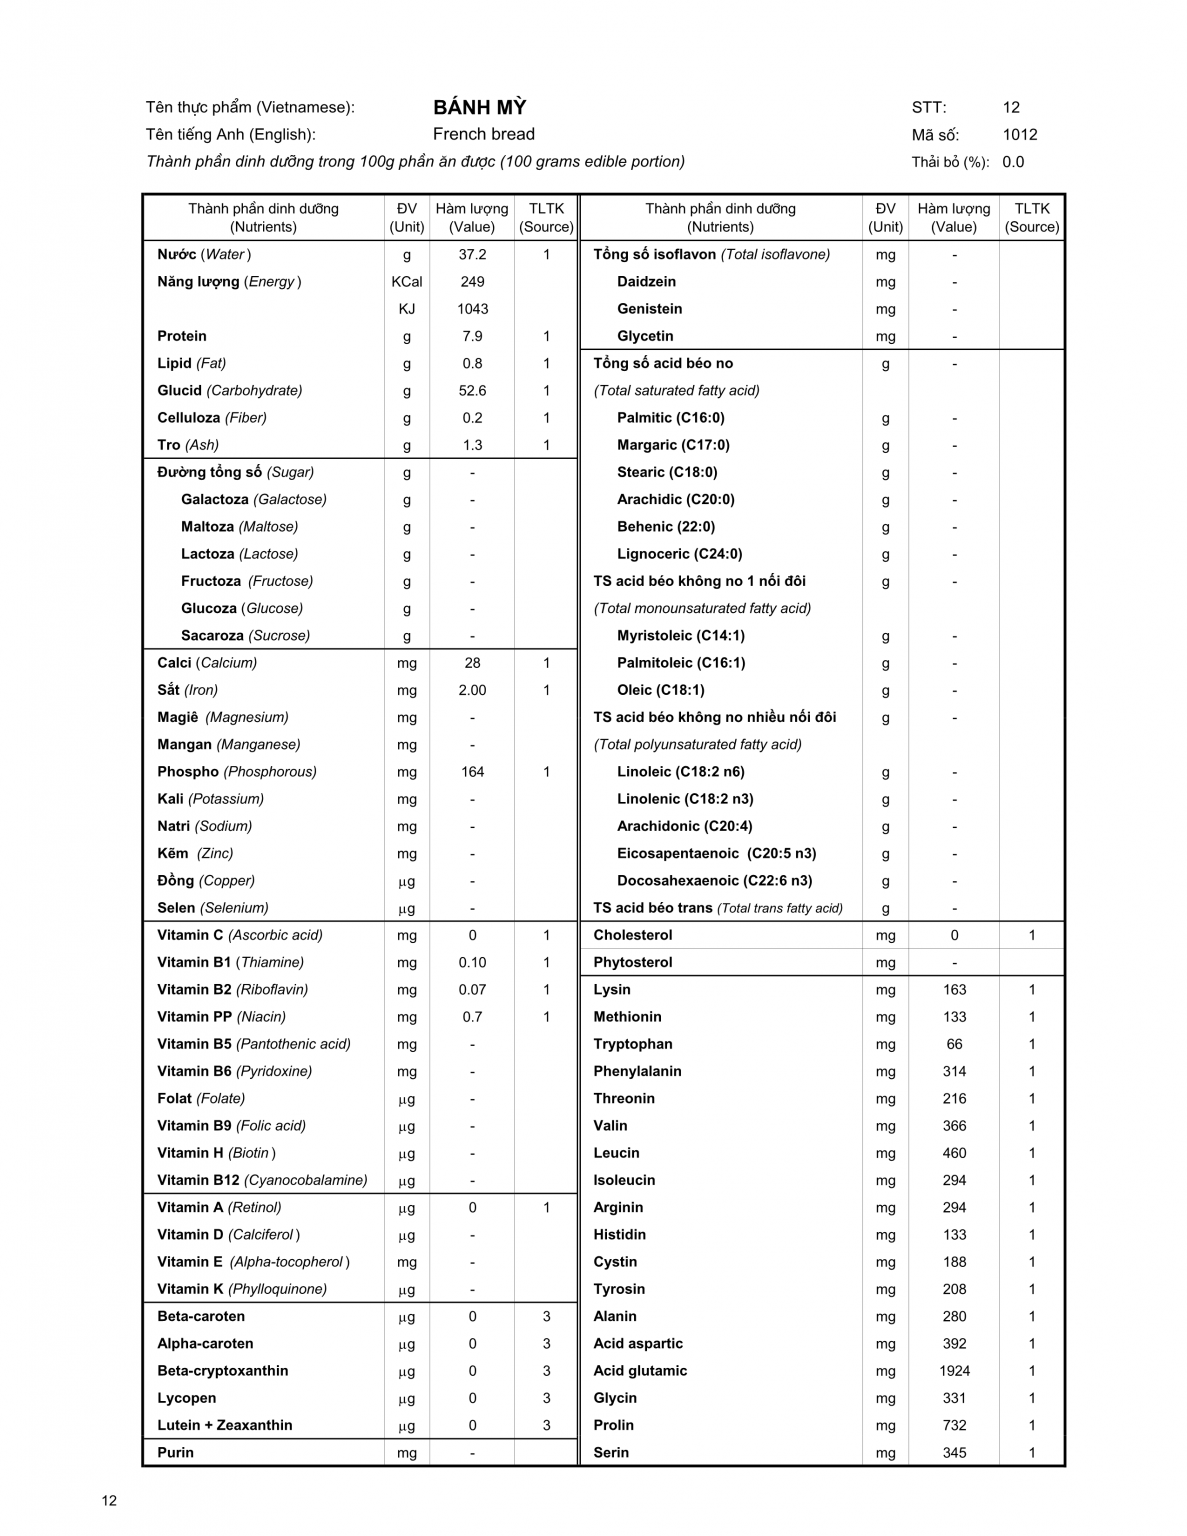 Tên thực phẩm (Vietnamese): BÁNH MỲ STT: 12
Tên tiếng Anh (English): French bread Mã số: 1012
Thành phần dinh dưỡng trong 100g phần ăn được (100 grams edible portion) Thải bỏ (%): 0.0
Thành phần dinh dưỡng ĐV Hàm lượng TLTK Thành phần dinh dưỡng ĐV Hàm lượng TLTK
(Nutrients) (Unit) (Value) (Source) (Nutrients) (Unit) (Value) (Source)
Nước (Water) g 37.2 1 Tổng số isoflavon (Total isoflavone) mg -
Năng lượng (Energy) KCal 249 Daidzein mg -
KJ 1043 Genistein mg -
Protein g 7.9 1 Glycetin mg -
Lipid (Fat) g 0.8 1 Tổng số acid béo no g -
Glucid (Carbohydrate) g 52.6 1 (Total saturated fatty acid)
Celluloza (Fiber) g 0.2 1 Palmitic (C16:0) g -
Tro (Ash) g 1.3 1 Margaric (C17:0) g -
Đường tổng số (Sugar) g - Stearic (C18:0) g -
Galactoza (Galactose) g - Arachidic (C20:0) g -
Maltoza (Maltose) g - Behenic (22:0) g -
Lactoza (Lactose) g - Lignoceric (C24:0) g -
Fructoza (Fructose) g - TS acid béo không no 1 nối đôi g -
Glucoza (Glucose) g - (Total monounsaturated fatty acid)
Sacaroza (Sucrose) g - Myristoleic (C14:1) g -
Calci (Calcium) mg 28 1 Palmitoleic (C16:1) g -
Sắt (Iron) mg 2.00 1 Oleic (C18:1) g -
Magiê (Magnesium) mg - TS acid béo không no nhiều nối đôi g -
Mangan (Manganese) mg - (Total polyunsaturated fatty acid)
Phospho (Phosphorous) mg 164 1 Linoleic (C18:2 n6) g -
Kali (Potassium) mg - Linolenic (C18:2 n3) g -
Natri (Sodium) mg - Arachidonic (C20:4) g -
Kẽm (Zinc) mg - Eicosapentaenoic (C20:5 n3) g -
Đồng (Copper) μg - Docosahexaenoic (C22:6 n3) g -
Selen (Selenium) μg - TS acid béo trans (Total trans fatty acid) g -
Vitamin C (Ascorbic acid) mg 0 1 Cholesterol mg 0 1
Vitamin B1 (Thiamine) mg 0.10 1 Phytosterol mg -
Vitamin B2 (Riboflavin) mg 0.07 1 Lysin mg 163 1
Vitamin PP (Niacin) mg 0.7 1 Methionin mg 133 1
Vitamin B5 (Pantothenic acid) mg - Tryptophan mg 66 1
Vitamin B6 (Pyridoxine) mg - Phenylalanin mg 314 1
Folat (Folate) μg - Threonin mg 216 1
Vitamin B9 (Folic acid) μg - Valin mg 366 1
Vitamin H (Biotin) μg - Leucin mg 460 1
Vitamin B12 (Cyanocobalamine) μg - Isoleucin mg 294 1
Vitamin A (Retinol) μg 0 1 Arginin mg 294 1
Vitamin D (Calciferol) μg - Histidin mg 133 1
Vitamin E (Alpha-tocopherol) mg - Cystin mg 188 1
Vitamin K (Phylloquinone) μg - Tyrosin mg 208 1
Beta-caroten μg 0 3 Alanin mg 280 1
Alpha-caroten μg 0 3 Acid aspartic mg 392 1
Beta-cryptoxanthin μg 0 3 Acid glutamic mg 1924 1
Lycopen μg 0 3 Glycin mg 331 1
Lutein + Zeaxanthin μg 0 3 Prolin mg 732 1
Purin mg - Serin mg 345 1
12